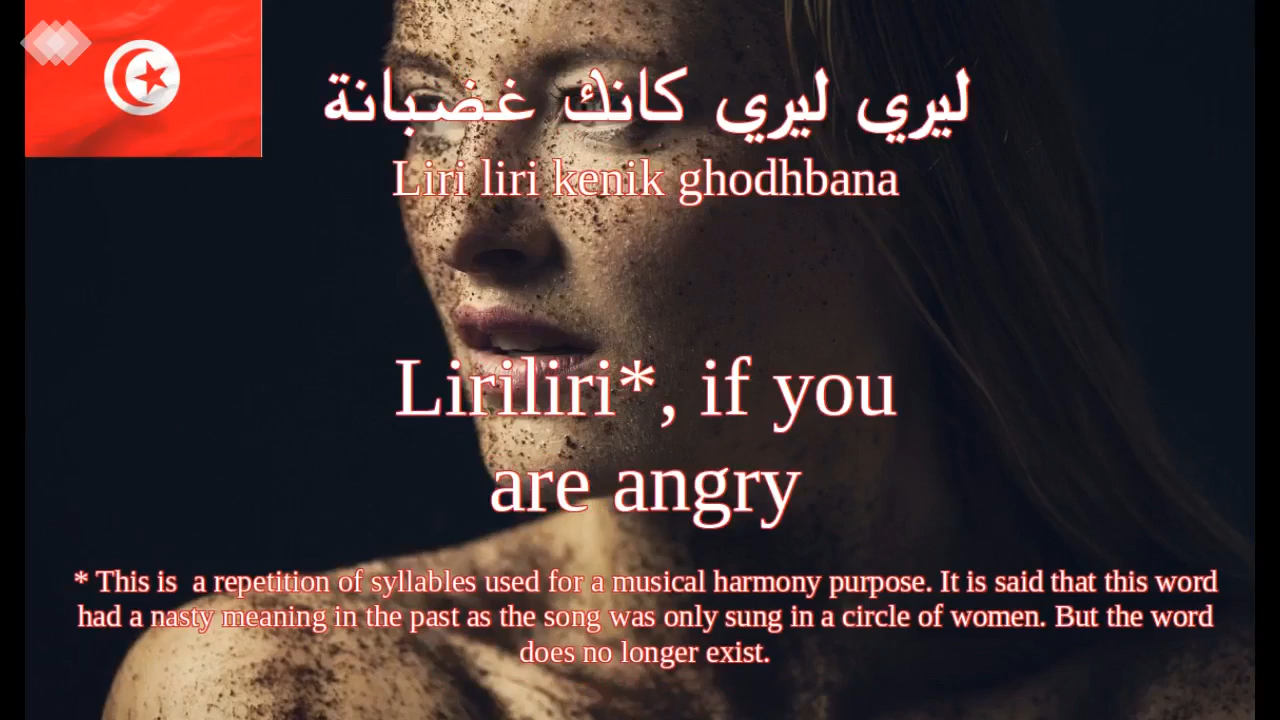 ليري ليري كانك غضبانة
Liri liri kenik ghodhbana
Liriliri*, if you
are angry
* This is a repetition of syllables used for a musical harmony purpose. It is said that this word
had a nasty meaning in the past as the song was only sung in a circle of women. But the word
does no longer exist.